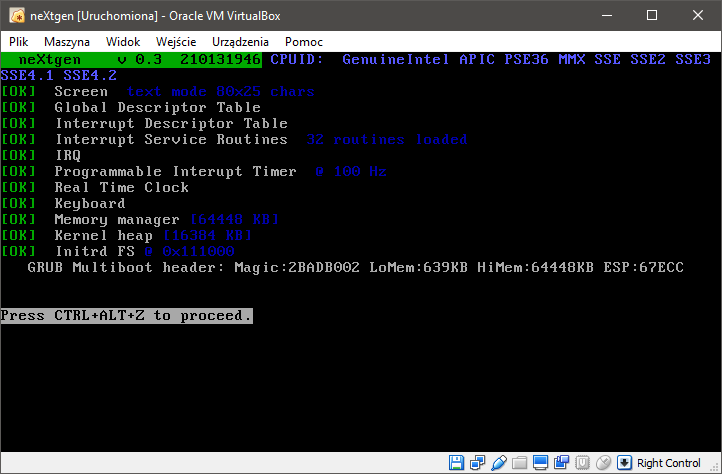 neXtgen [Uruchomiona] - Oracle VM VirtualBox
Plik Maszyna Widok Wejście Urządzenia Pomoc
neXtgen v 0.3 210131946 CPUID: GenuineIntel APIC PSE36 MMX SSE SSE2 SSE3
SSE4.1 SSE4.2
[OK] Screen text mode 80x25 chars
[OK] Global Descriptor Table
[OK] Interrupt Descriptor Table
[OK] Interrupt Service Routines 32 routines loaded
[OK] IRQ
[OK] Programmable Interupt Timer @ 100 Hz
[OK] Real Time Clock
[OK] Keyboard
[OK] Memory manager [64448 KB]
[OK] Kernel heap [16384 KB]
[OK] Initrd FS @ 0x111000
GRUB Multiboot header: Magic:2BADB002 LoMem:639KB HiMem:64448KB ESP:67ECC
Press CTRL+ALT+Z to proceed.
Right Control